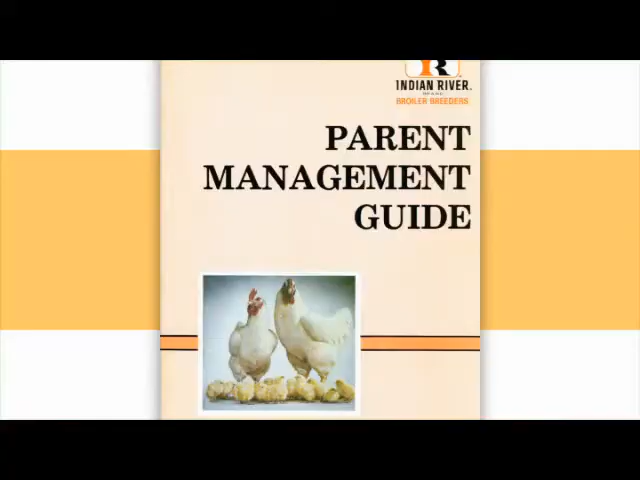 INDIAN RIVER.
BROILER BREEDERS
PARENT
MANAGEMENT
GUIDE